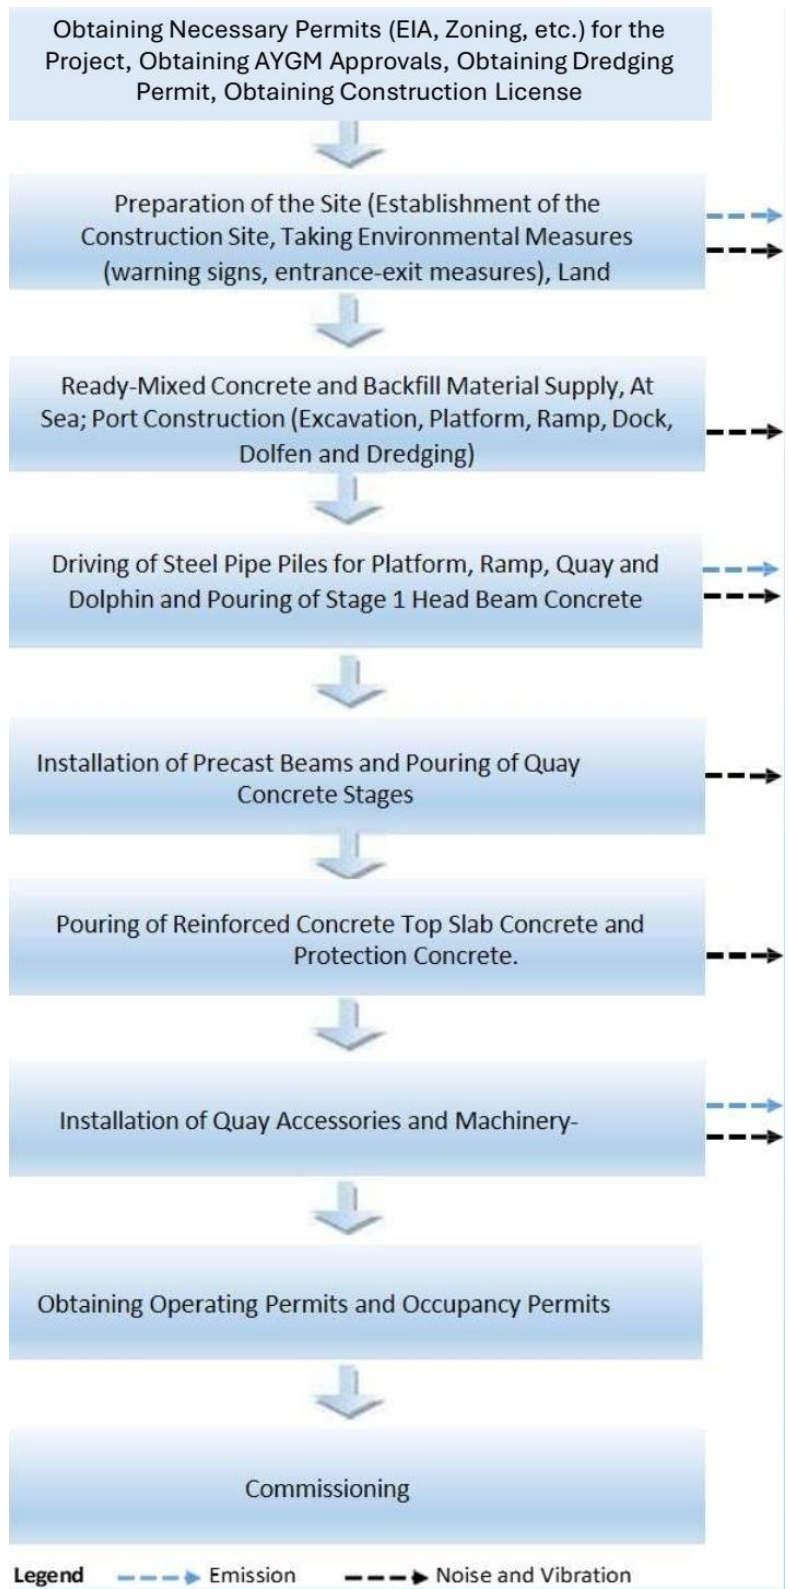 Obtaining Necessary Permits (EIA, Zoning, etc.) for the
Project, Obtaining AYGM Approvals, Obtaining Dredging
Permit, Obtaining Construction License
Preparation of the Site (Establishment of the
Construction Site, Taking Environmental Measures
(warning signs, entrance-exit measures), Land
Ready-Mixed Concrete and Backfill Material Supply, At
Sea; Port Construction (Excavation, Platform, Ramp, Dock,
Dolfen and Dredging)
Driving of Steel Pipe Piles for Platform, Ramp, Quay and
Dolphin and Pouring of Stage 1 Head Beam Concrete
Installation of Precast Beams and Pouring of Quay
Concrete Stages
Pouring of Reinforced Concrete Top Slab Concrete and
Protection Concrete.
Installation of Quay Accessories and Machinery-
Obtaining Operating Permits and Occupancy Permits
Commissioning
Legend Emission Noise and Vibration